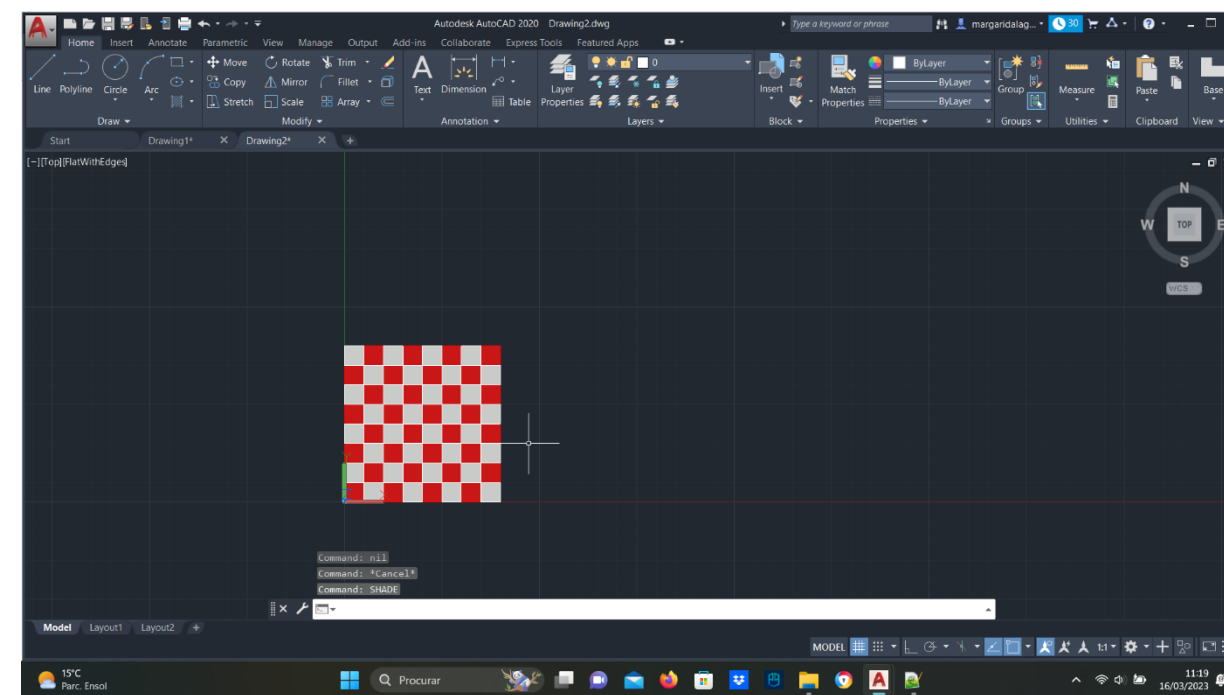 Autodesk AutoCAD 2020 Drawing2.dwg
Type a keyword or phrase
margaridalag...
30
Home Insert Annotate Parametric View Manage Output Add-ins Collaborate Express Tools Featured Apps
Line Polyline Circle Arc
Move Rotate Trim
Copy Mirror Fillet
Stretch Scale Array
Text Dimension
Table
Layer
Properties
0
Insert
Match
Properties
ByLayer
ByLayer
ByLayer
Group
Measure
Paste
Base
Draw Modify Annotation Layers Block Properties Groups Utilities Clipboard View
Start Drawing1* Drawing2*
[−][Top][FlatWithEdges]
N
W TOP E
S
WCS
Y
X
Command: nil
Command: *Cancel*
Command: SHADE
Model Layout1 Layout2 +
MODEL 1:1
15°C
Parc. Ensol
Procurar
11:19
16/03/2023